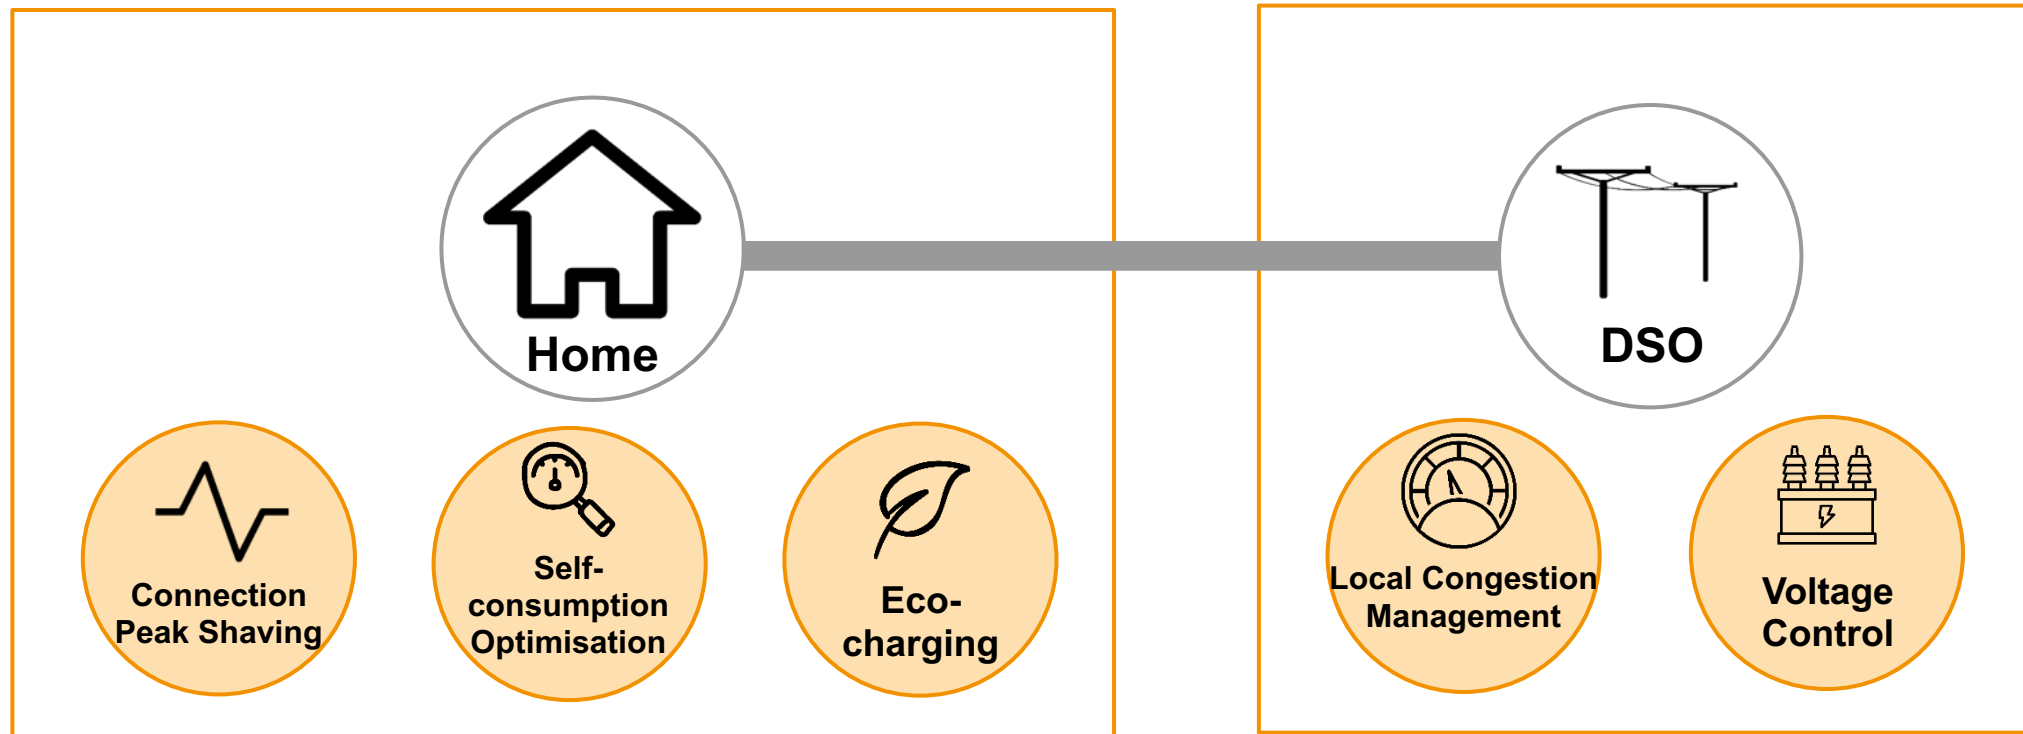 Home
DSO
Connection
Peak Shaving
Self-
consumption
Optimisation
Eco-
charging
Local Congestion
Management
Voltage
Control